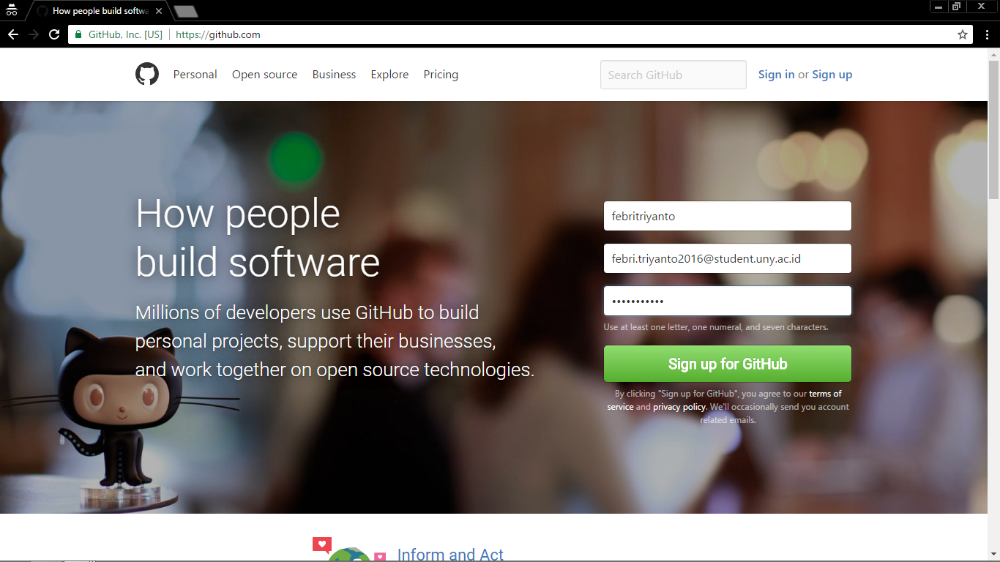 How people build softwa
GitHub, Inc. [US] https://github.com
Personal Open source Business Explore Pricing Search GitHub Sign in or Sign up
How people
build software
Millions of developers use GitHub to build
personal projects, support their businesses,
and work together on open source technologies.
febritriyanto
febri.triyanto2016@student.uny.ac.id
•••••••••••
Use at least one letter, one numeral, and seven characters.
Sign up for GitHub
By clicking "Sign up for GitHub", you agree to our terms of
service and privacy policy. We'll occasionally send you account
related emails.
Inform and Act